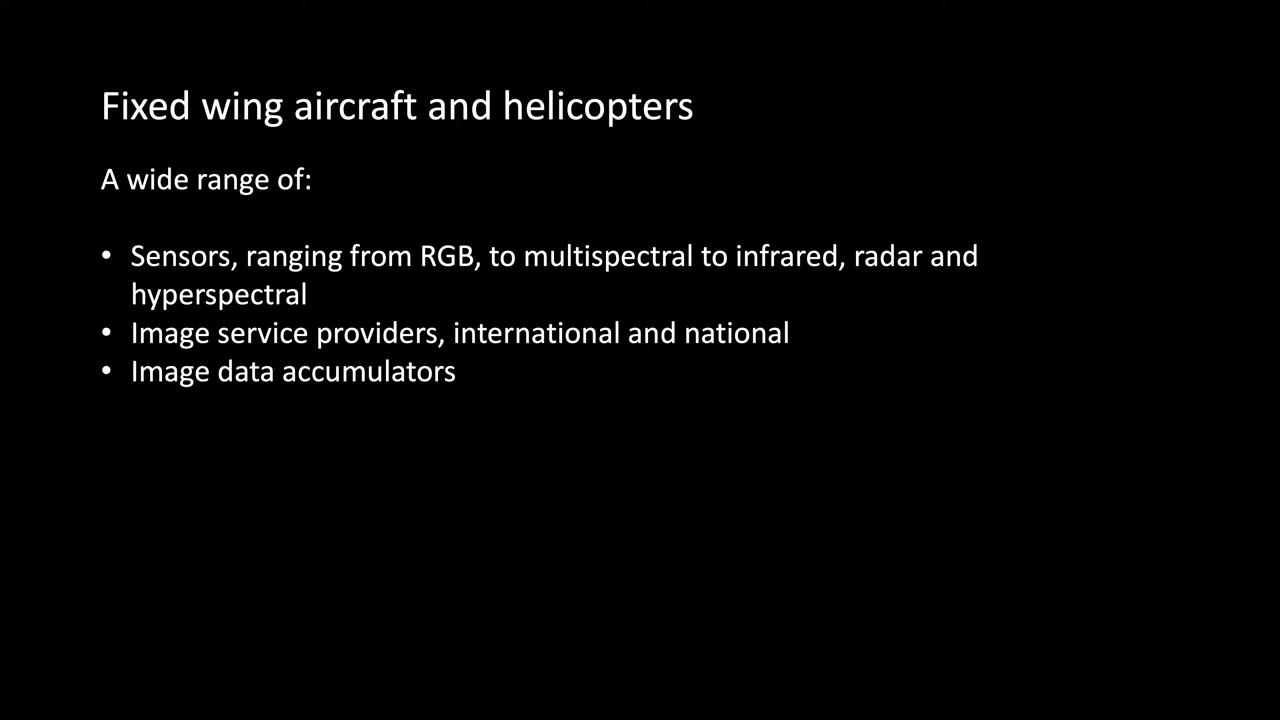 Fixed wing aircraft and helicopters
A wide range of:
• Sensors, ranging from RGB, to multispectral to infrared, radar and
hyperspectral
• Image service providers, international and national
• Image data accumulators